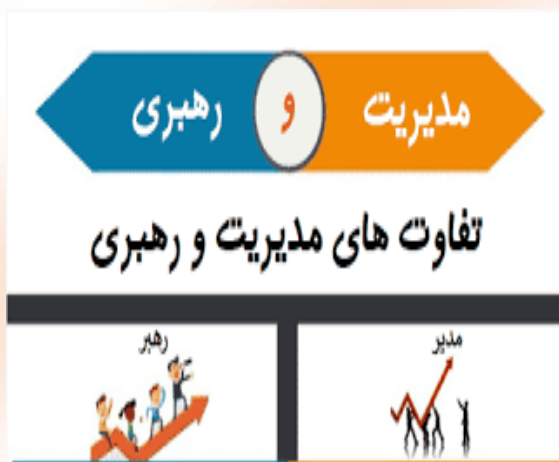 مدیریت و رهبری
تفاوت های مدیریت و رهبری
مدیر
رهبر